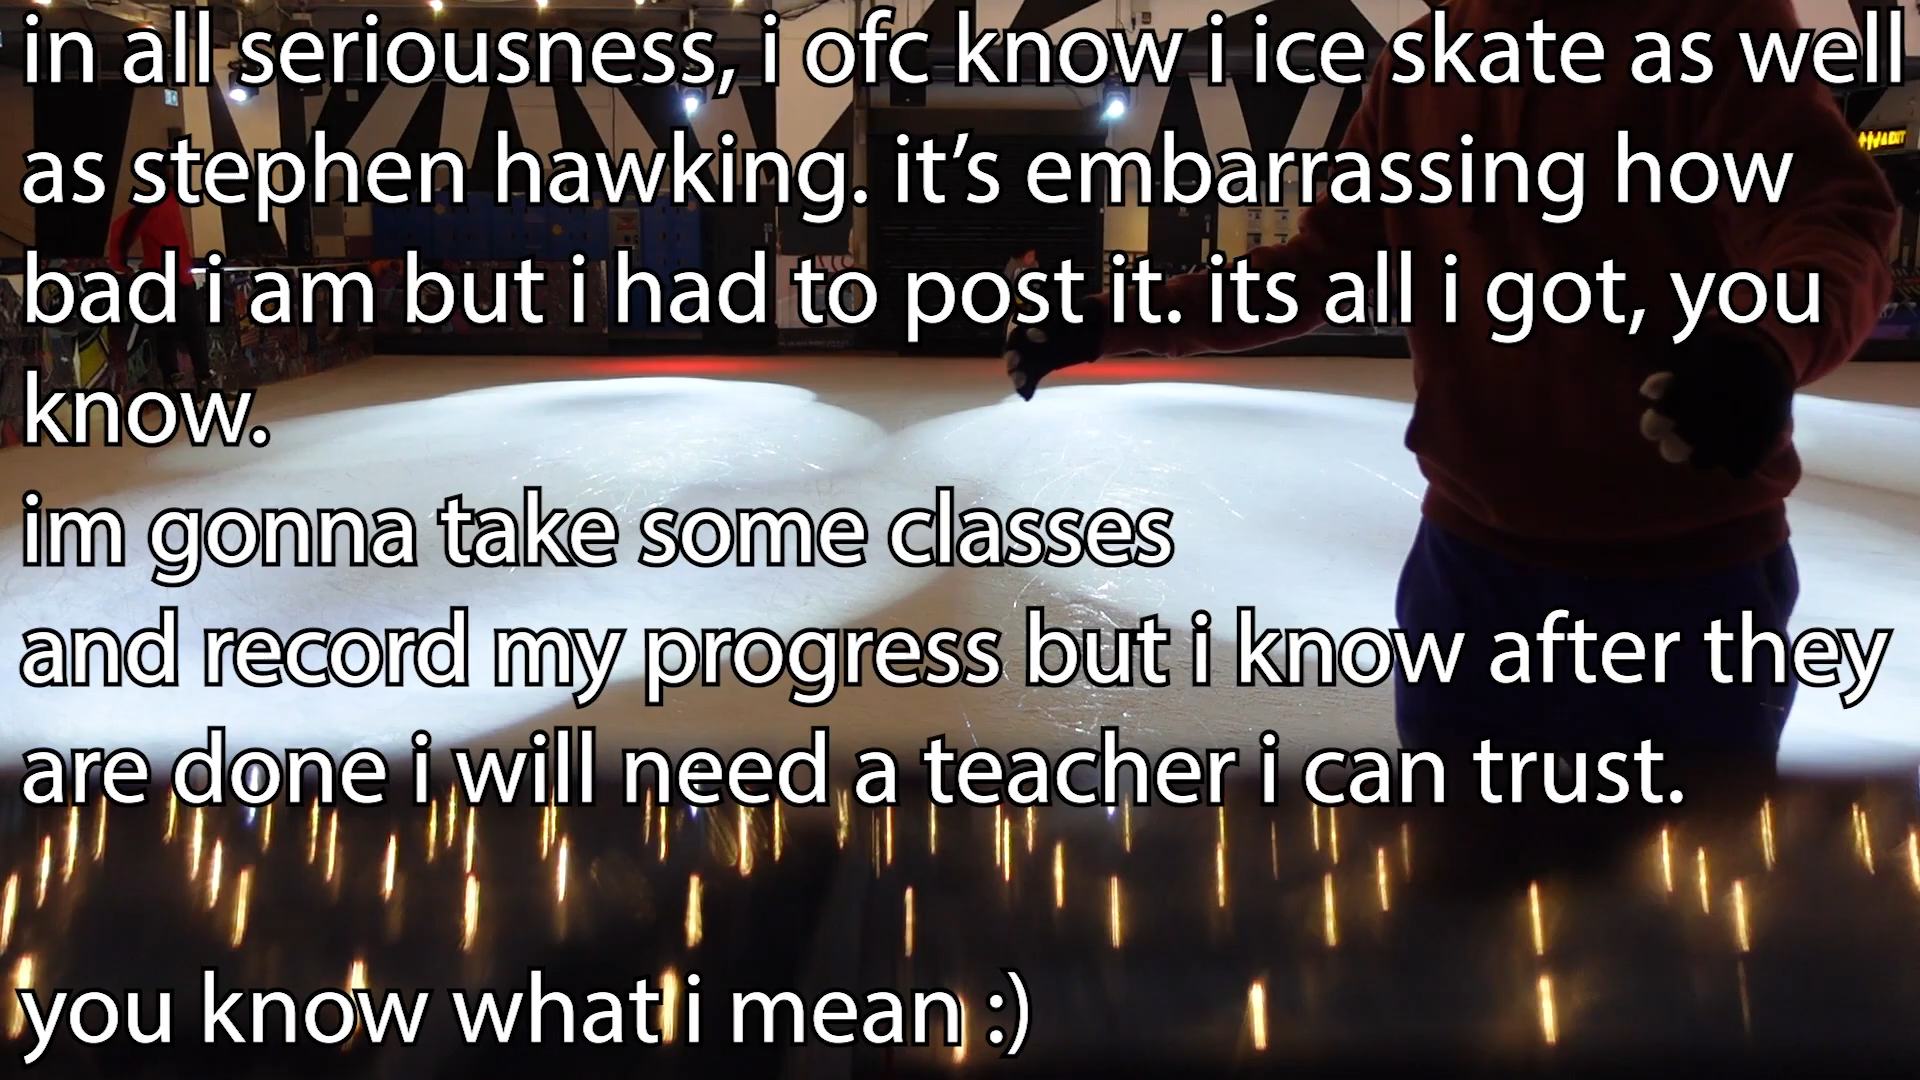 in all seriousness, i ofc know i ice skate as well
as stephen hawking. it’s embarrassing how
bad i am but i had to post it. its all i got, you
know.
im gonna take some classes
and record my progress but i know after they
are done i will need a teacher i can trust.
you know what i mean :)